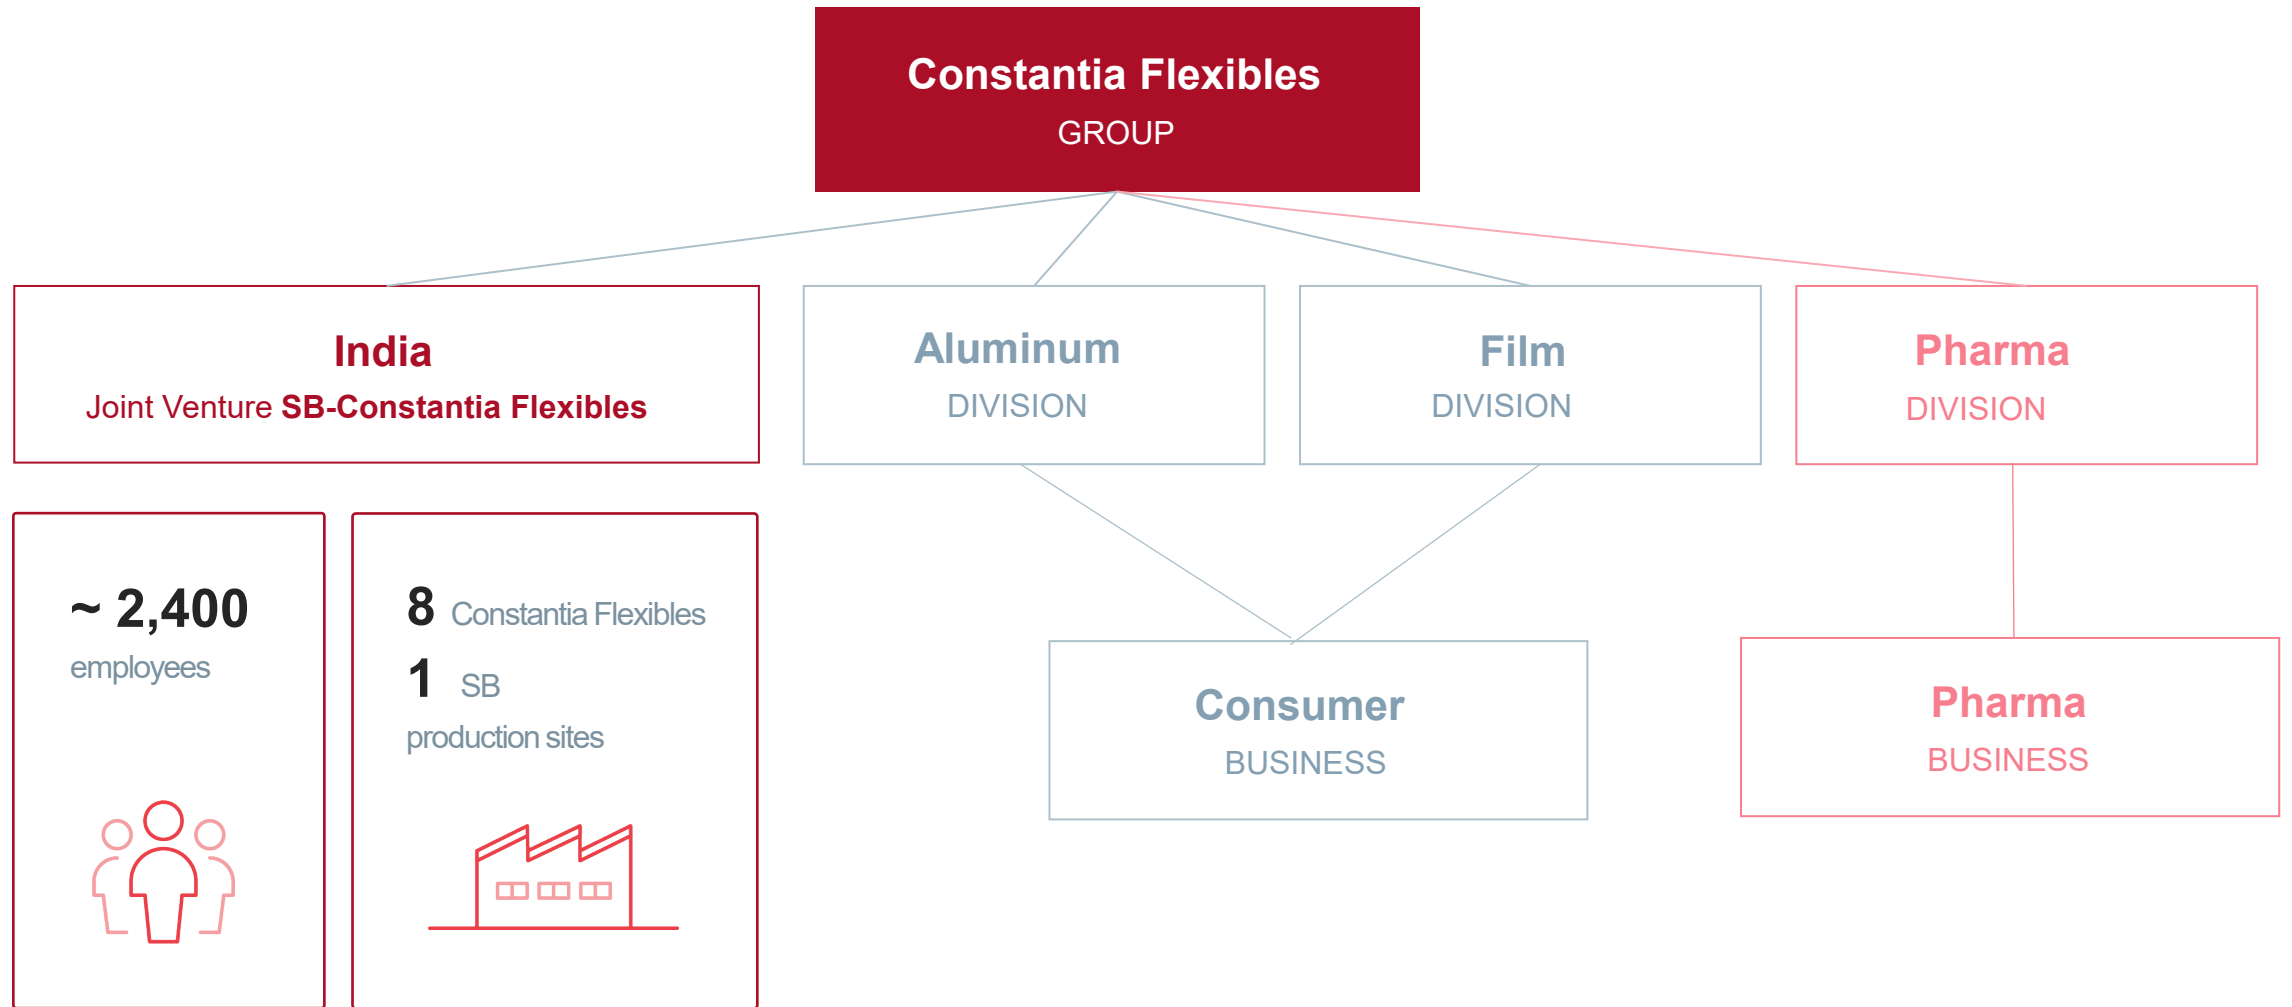 Constantia Flexibles
GROUP
India
Joint Venture SB-Constantia Flexibles
Aluminum
DIVISION
Film
DIVISION
Pharma
DIVISION
~ 2,400
employees
8 Constantia Flexibles
1 SB
production sites
Consumer
BUSINESS
Pharma
BUSINESS